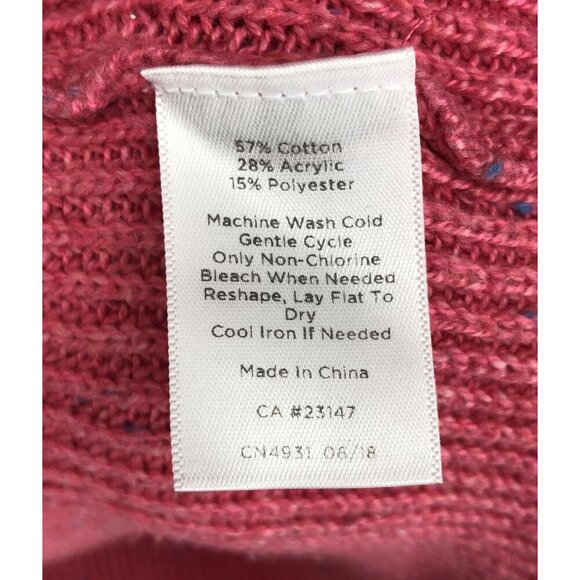 57% Cotton
28% Acrylic
15% Polyester
Machine Wash Cold
Gentle Cycle
Only Non-Chlorine
Bleach When Needed
Reshape, Lay Flat To
Dry
Cool Iron If Needed
Made In China
CA #23147
CN4931 06/18